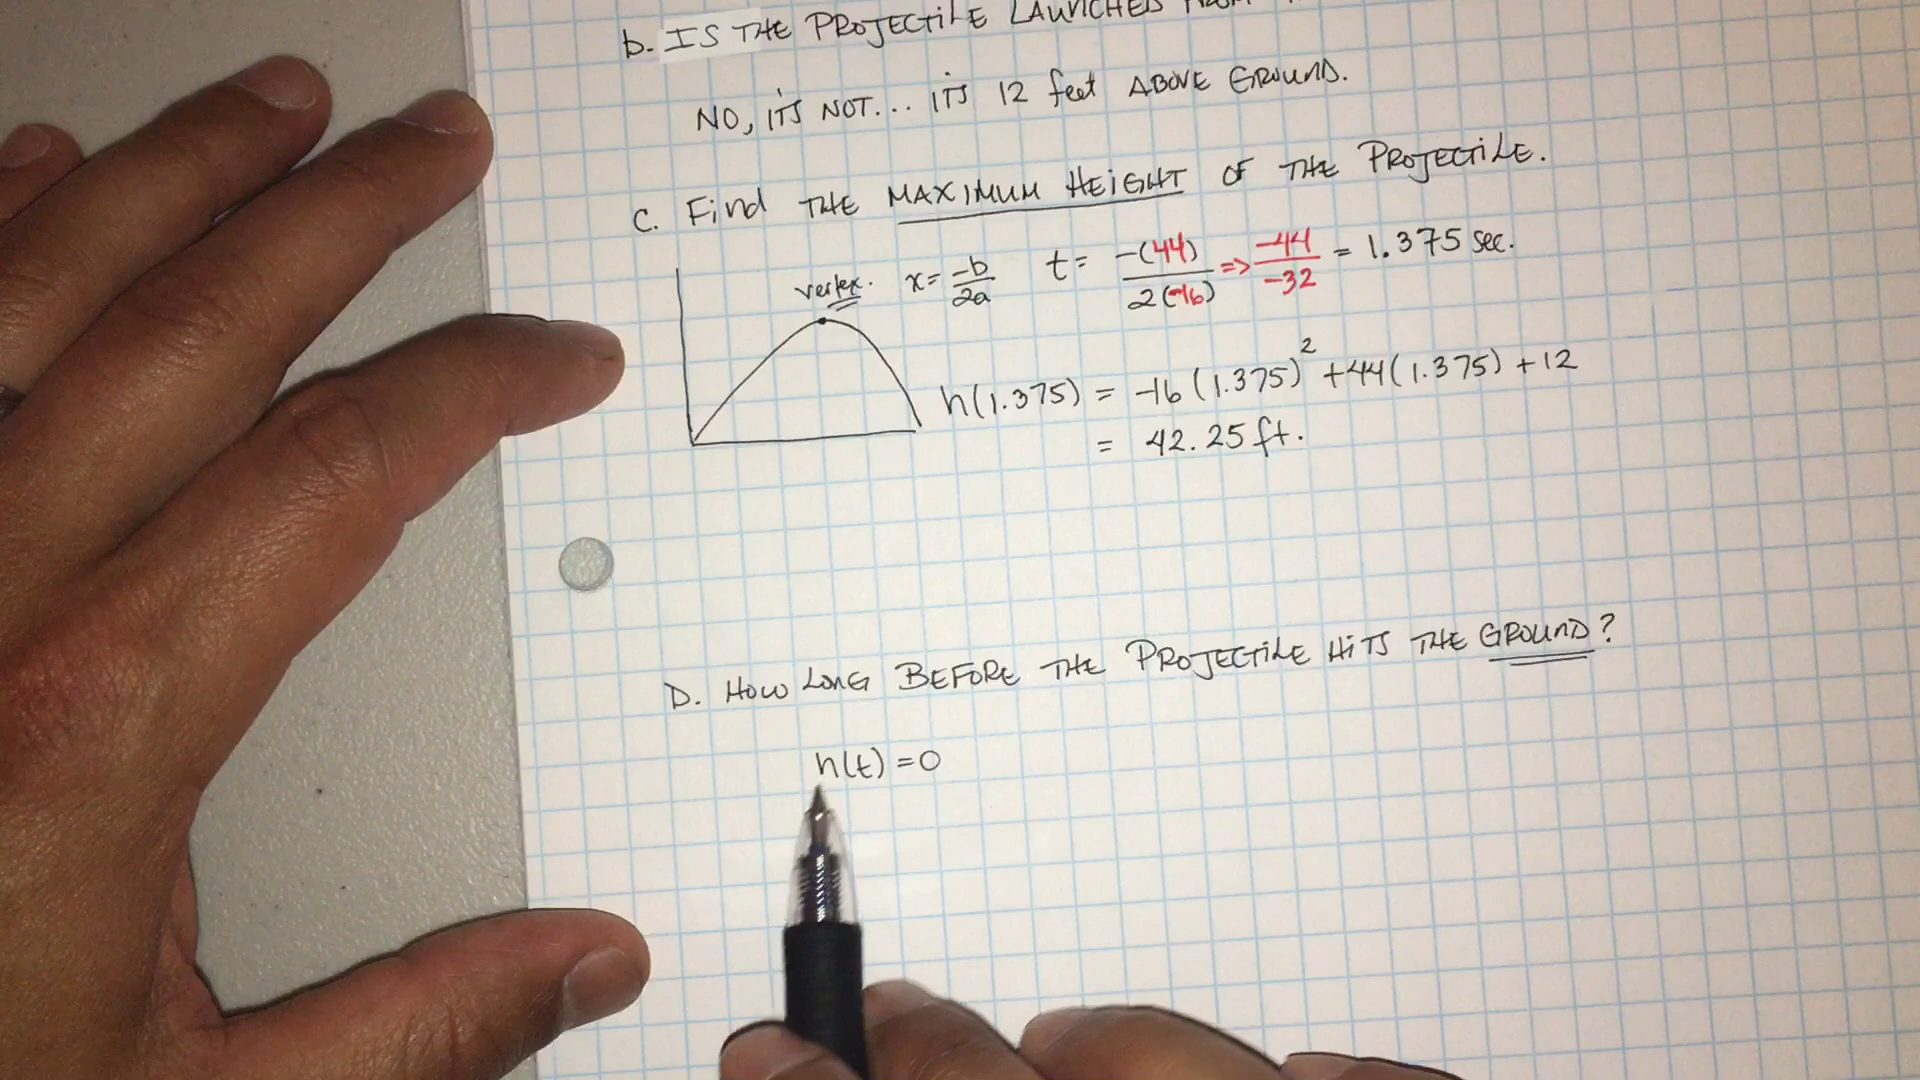 b. IS THE PROJECTILE LAUNCHED FROM
NO, IT'S NOT... IT'S 12 feet ABOVE GROUND.
C. Find THE MAXIMUM HEIGHT OF THE PROJECTILE.
vertex. x = -b/2a t = -(44)/2(-16) => -44/-32 = 1.375 sec.
h(1.375) = -16(1.375)² + 44(1.375) + 12
= 42.25 ft.
D. HOW LONG BEFORE THE PROJECTILE HITS THE GROUND?
h(t) = 0